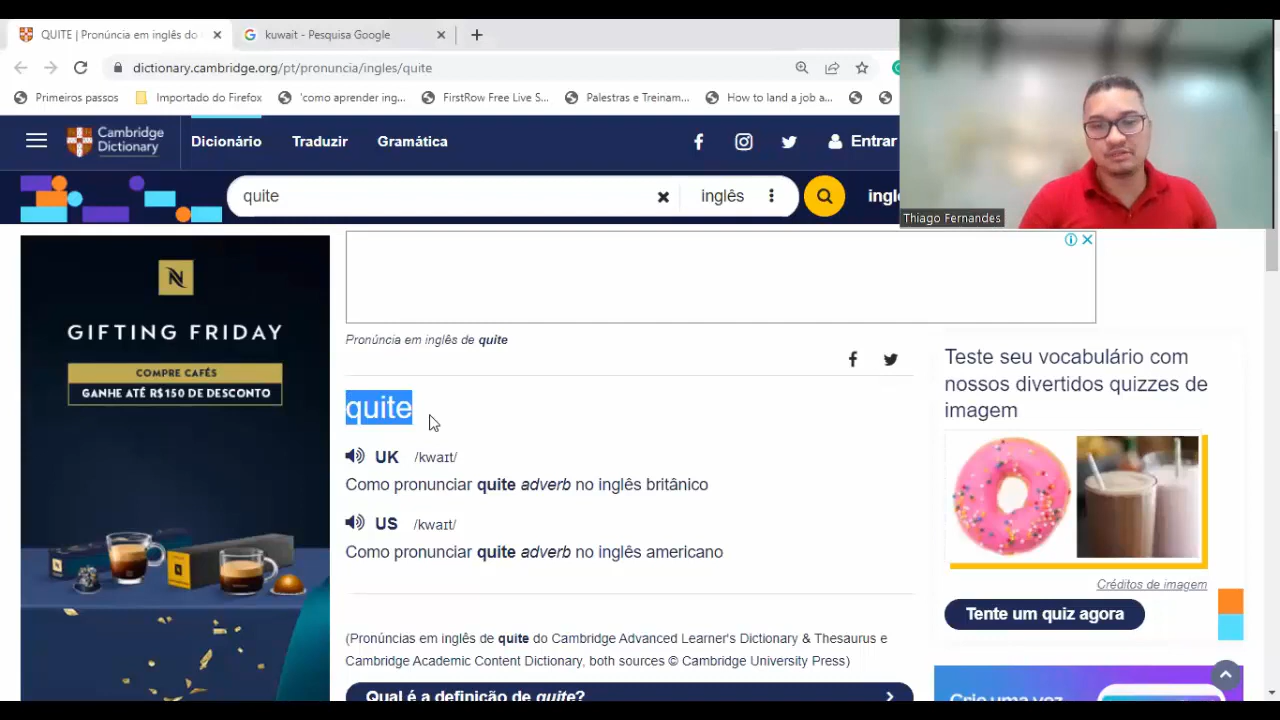 QUITE | Pronúncia em inglês do
kuwait - Pesquisa Google
dictionary.cambridge.org/pt/pronuncia/ingles/quite
Primeiros passos
Importado do Firefox
'como aprender ing...
FirstRow Free Live S...
Palestras e Treinam...
How to land a job a...
Cambridge
Dictionary
Dicionário
Traduzir
Gramática
Entrar
quite
inglês
inglê
Thiago Fernandes
N
GIFTING FRIDAY
COMPRE CAFÉS
GANHE ATÉ R$150 DE DESCONTO
Pronúncia em inglês de quite
quite
UK /kwaɪt/
Como pronunciar quite adverb no inglês britânico
US /kwaɪt/
Como pronunciar quite adverb no inglês americano
(Pronúncias em inglês de quite do Cambridge Advanced Learner's Dictionary & Thesaurus e
Cambridge Academic Content Dictionary, both sources © Cambridge University Press)
Qual é a definição de quite?
Teste seu vocabulário com
nossos divertidos quizzes de
imagem
Créditos de imagem
Tente um quiz agora
Crie uma voz